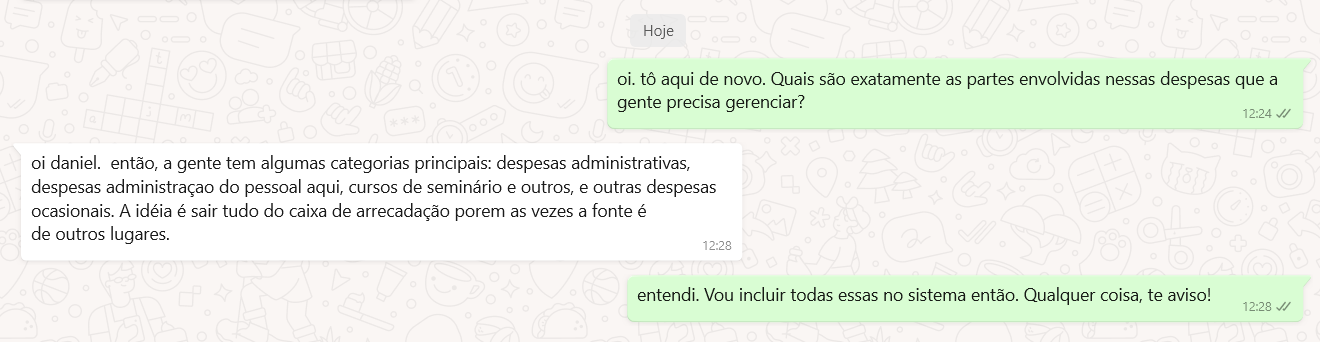 Hoje
oi. tô aqui de novo. Quais são exatamente as partes envolvidas nessas despesas que a
gente precisa gerenciar?
12:24
oi daniel.  então, a gente tem algumas categorias principais: despesas administrativas,
despesas administraçao do pessoal aqui, cursos de seminário e outros, e outras despesas
ocasionais. A idéia é sair tudo do caixa de arrecadação porem as vezes a fonte é
de outros lugares.
12:28
entendi. Vou incluir todas essas no sistema então. Qualquer coisa, te aviso!
12:28